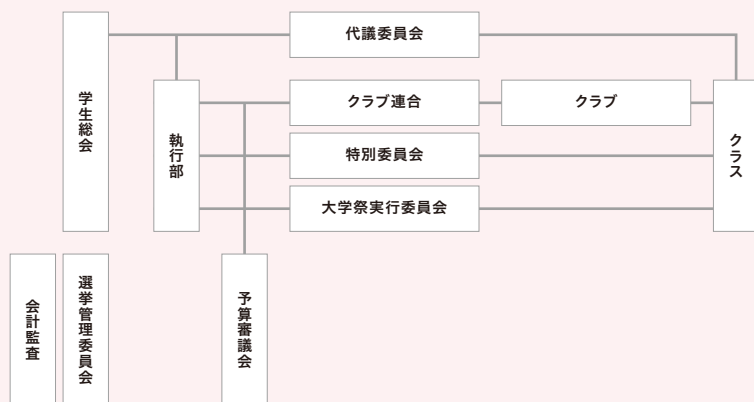 学生総会
執行部
代議委員会
クラブ連合
クラブ
特別委員会
大学祭実行委員会
クラス
会計監査
選挙管理委員会
予算審議会